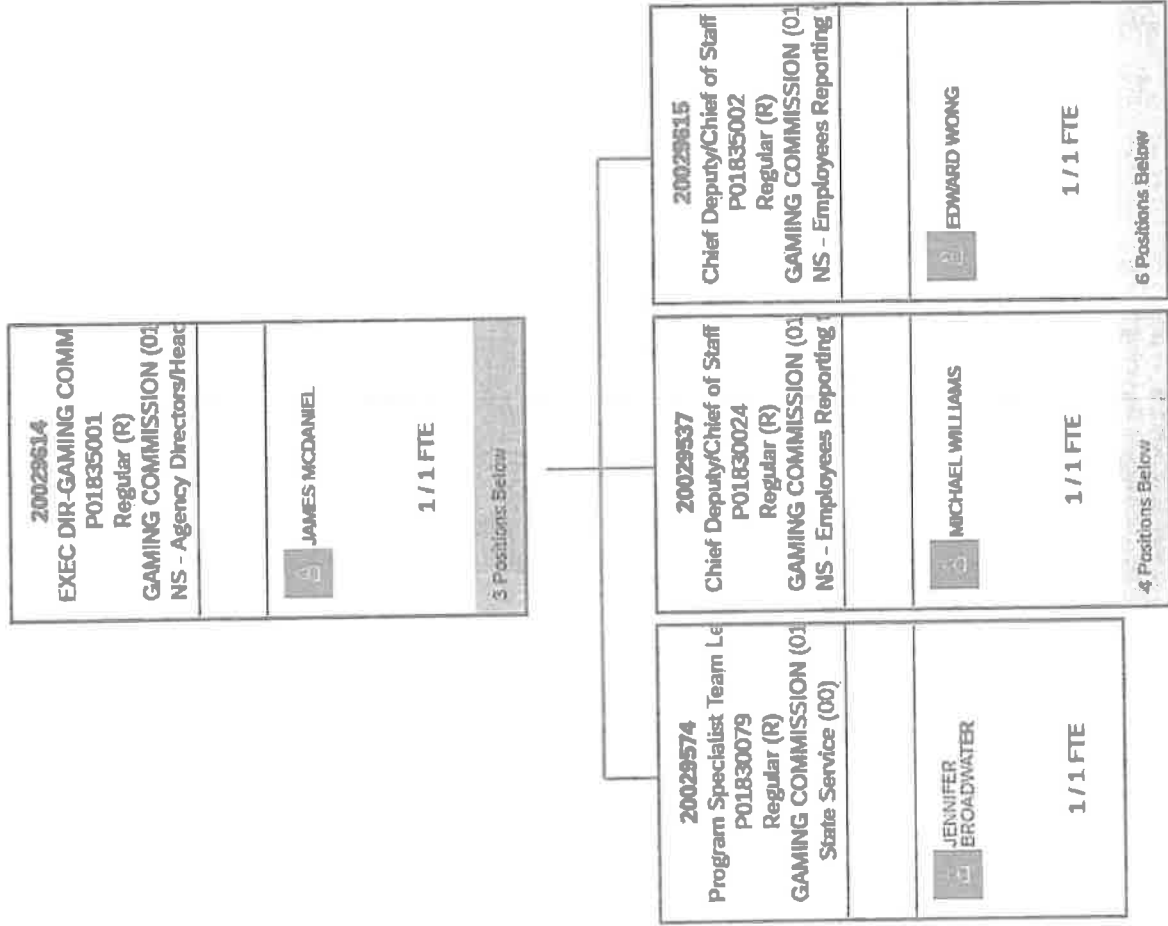 20029614
EXEC DIR-GAMING COMM
P01835001
Regular (R)
GAMING COMMISSION (01
NS - Agency Directors/Head
JAMES MCDANIEL
1 / 1 FTE
3 Positions Below
20029574
Program Specialist Team Le
P01830079
Regular (R)
GAMING COMMISSION (01
State Service (00)
JENNIFER
BROADWATER
1 / 1 FTE
20029537
Chief Deputy/Chief of Staff
P01830024
Regular (R)
GAMING COMMISSION (01
NS - Employees Reporting
MICHAEL WILLIAMS
1 / 1 FTE
4 Positions Below
20029615
Chief Deputy/Chief of Staff
P01835002
Regular (R)
GAMING COMMISSION (01
NS - Employees Reporting
EDWARD WONG
1 / 1 FTE
6 Positions Below